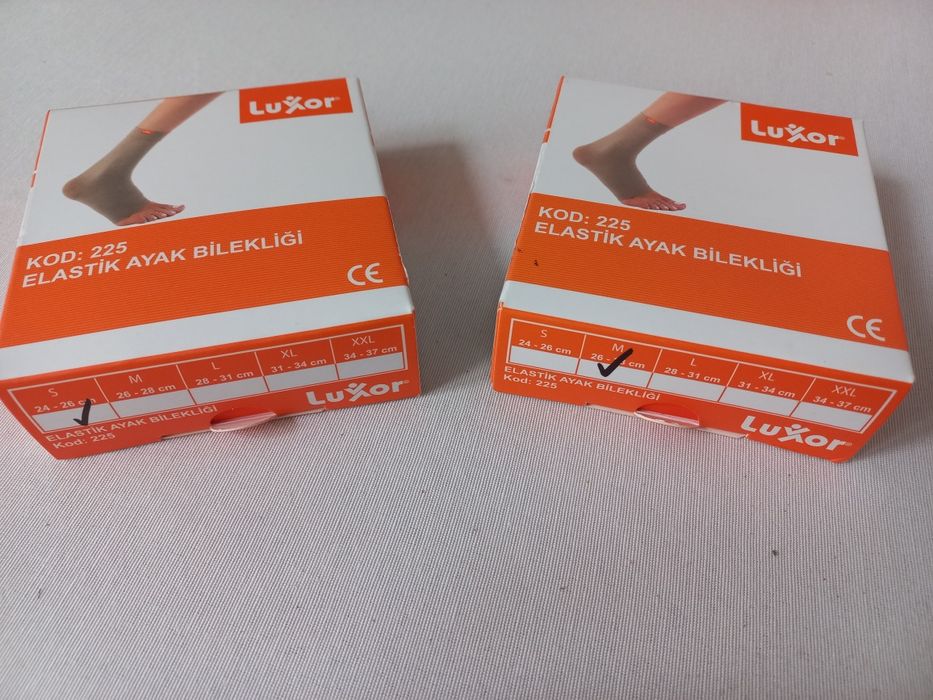 Luxor®
KOD: 225
ELASTİK AYAK BİLEKLİĞİ
CE
S M L XL XXL
24 - 26 cm 26 - 28 cm 28 - 31 cm 31 - 34 cm 34 - 37 cm
ELASTİK AYAK BİLEKLİĞİ
Kod: 225
Luxor®
Luxor®
KOD: 225
ELASTİK AYAK BİLEKLİĞİ
CE
S M L XL XXL
24 - 26 cm 26 - cm 28 - 31 cm 31 - 34 cm 34 - 37 cm
ELASTİK AYAK BİLEKLİĞİ
Kod: 225
Luxor®